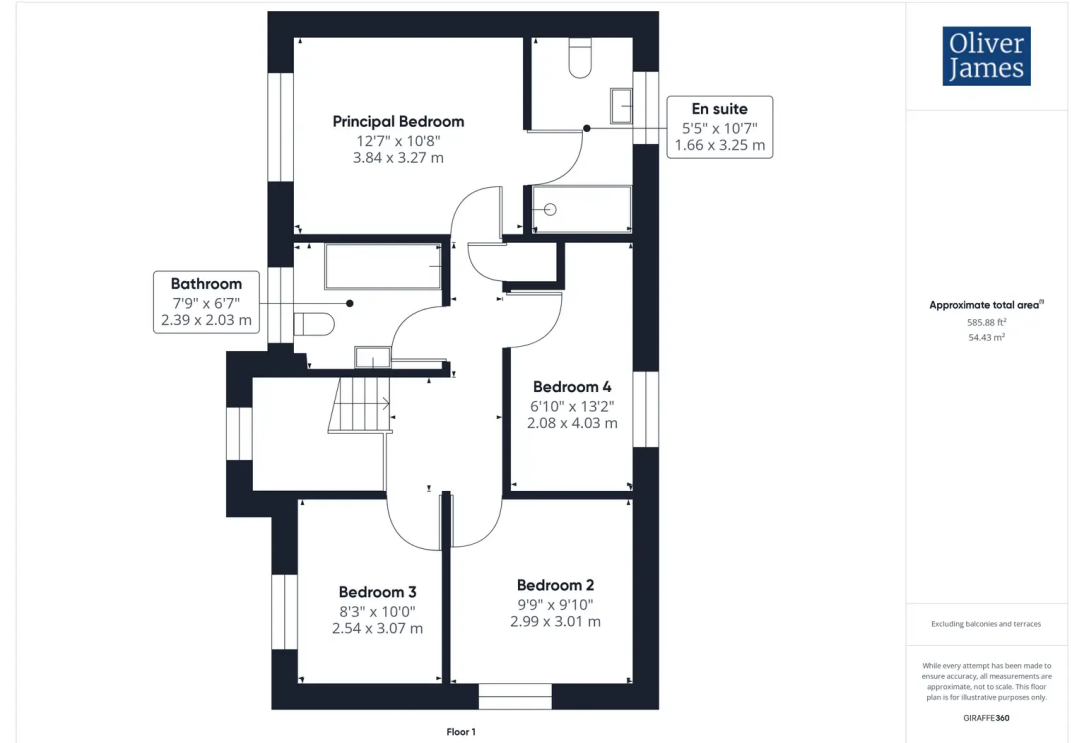 Oliver
James
Principal Bedroom
12'7" x 10'8"
3.84 x 3.27 m
En suite
5'5" x 10'7"
1.66 x 3.25 m
Bathroom
7'9" x 6'7"
2.39 x 2.03 m
Bedroom 4
6'10" x 13'2"
2.08 x 4.03 m
Bedroom 3
8'3" x 10'0"
2.54 x 3.07 m
Bedroom 2
9'9" x 9'10"
2.99 x 3.01 m
Floor 1
Approximate total area⁽¹⁾
585.88 ft²
54.43 m²
Excluding balconies and terraces
While every attempt has been made to
ensure accuracy, all measurements are
approximate, not to scale. This floor
plan is for illustrative purposes only.
GIRAFFE360